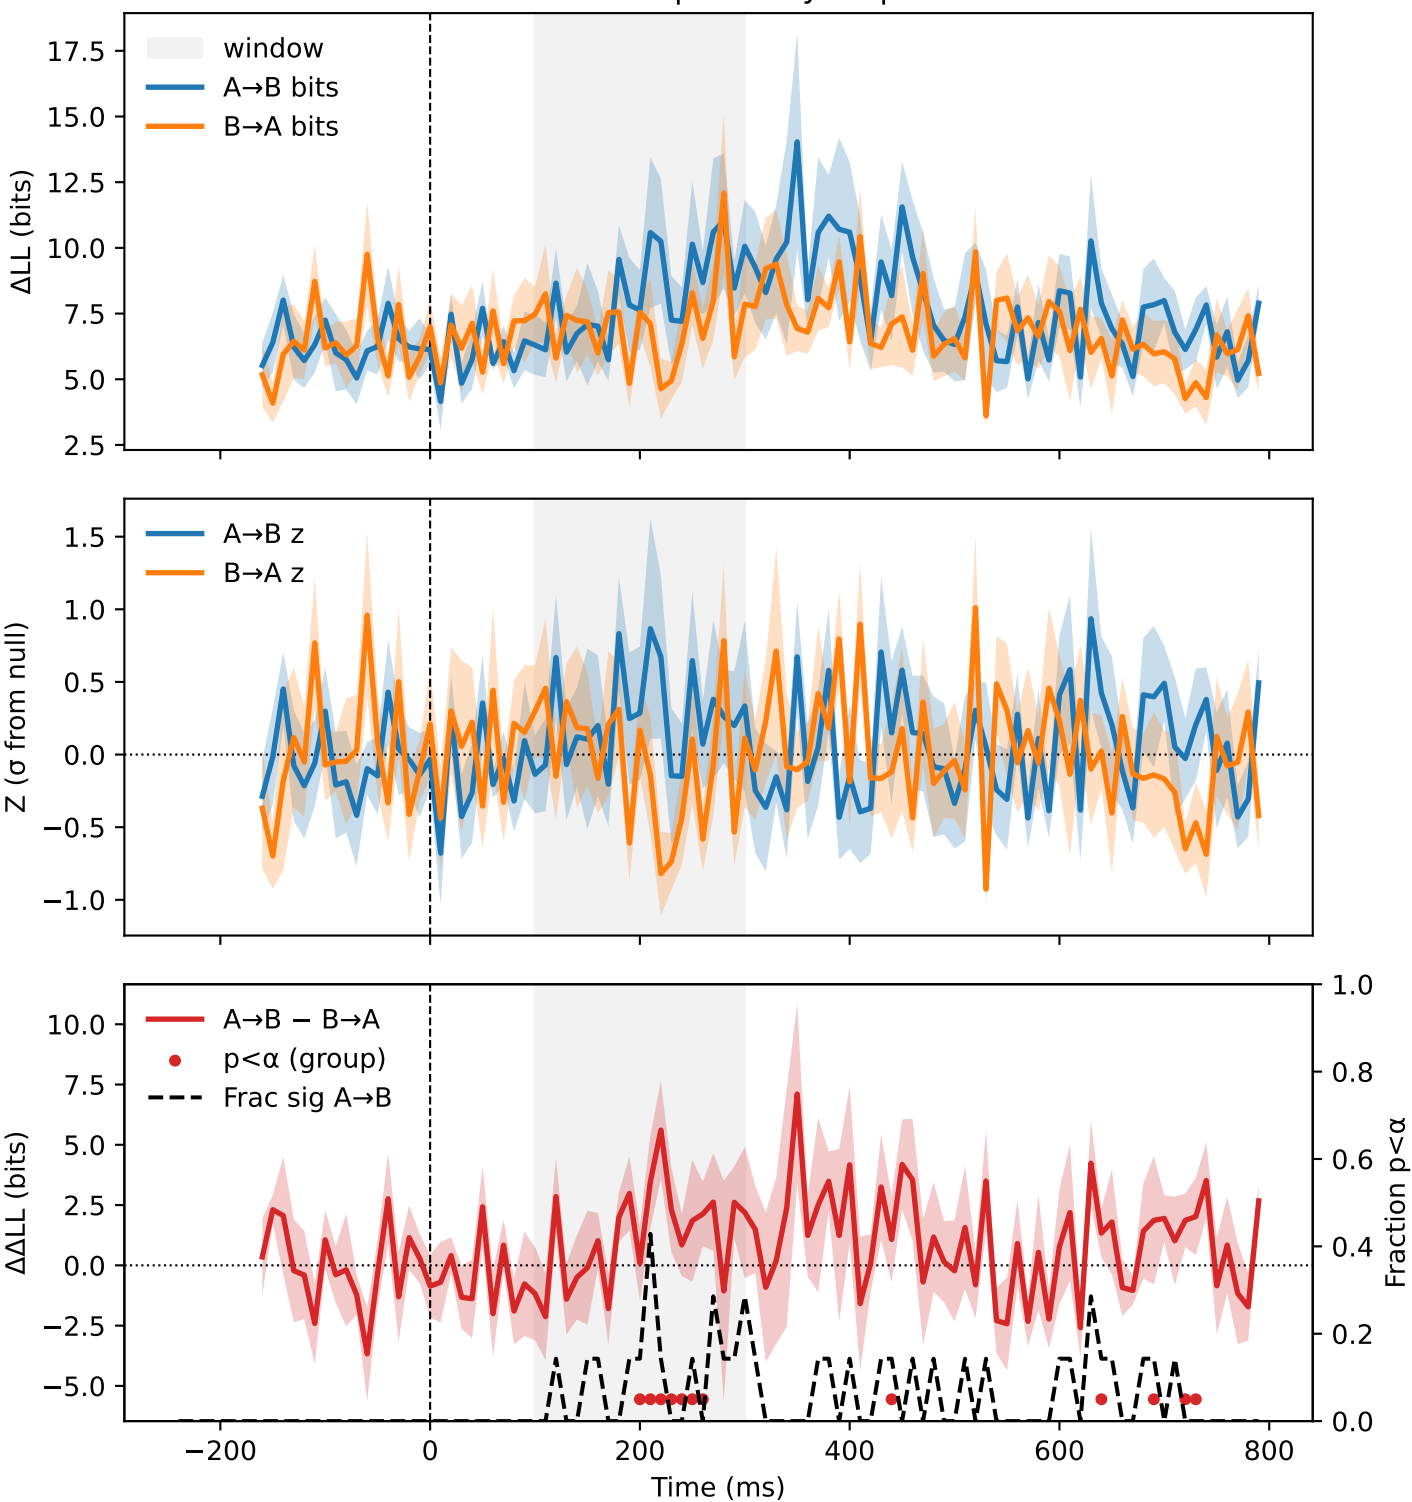 17.5
15.0
12.5
10.0
7.5
5.0
2.5
ΔLL (bits)
window
A→B bits
B→A bits
1.5
1.0
0.5
0.0
−0.5
−1.0
Z (σ from null)
A→B z
B→A z
10.0
7.5
5.0
2.5
0.0
−2.5
−5.0
ΔΔLL (bits)
A→B − B→A
p<α (group)
Frac sig A→B
1.0
0.8
0.6
0.4
0.2
0.0
Fraction p<α
−200
0
200
400
600
800
Time (ms)